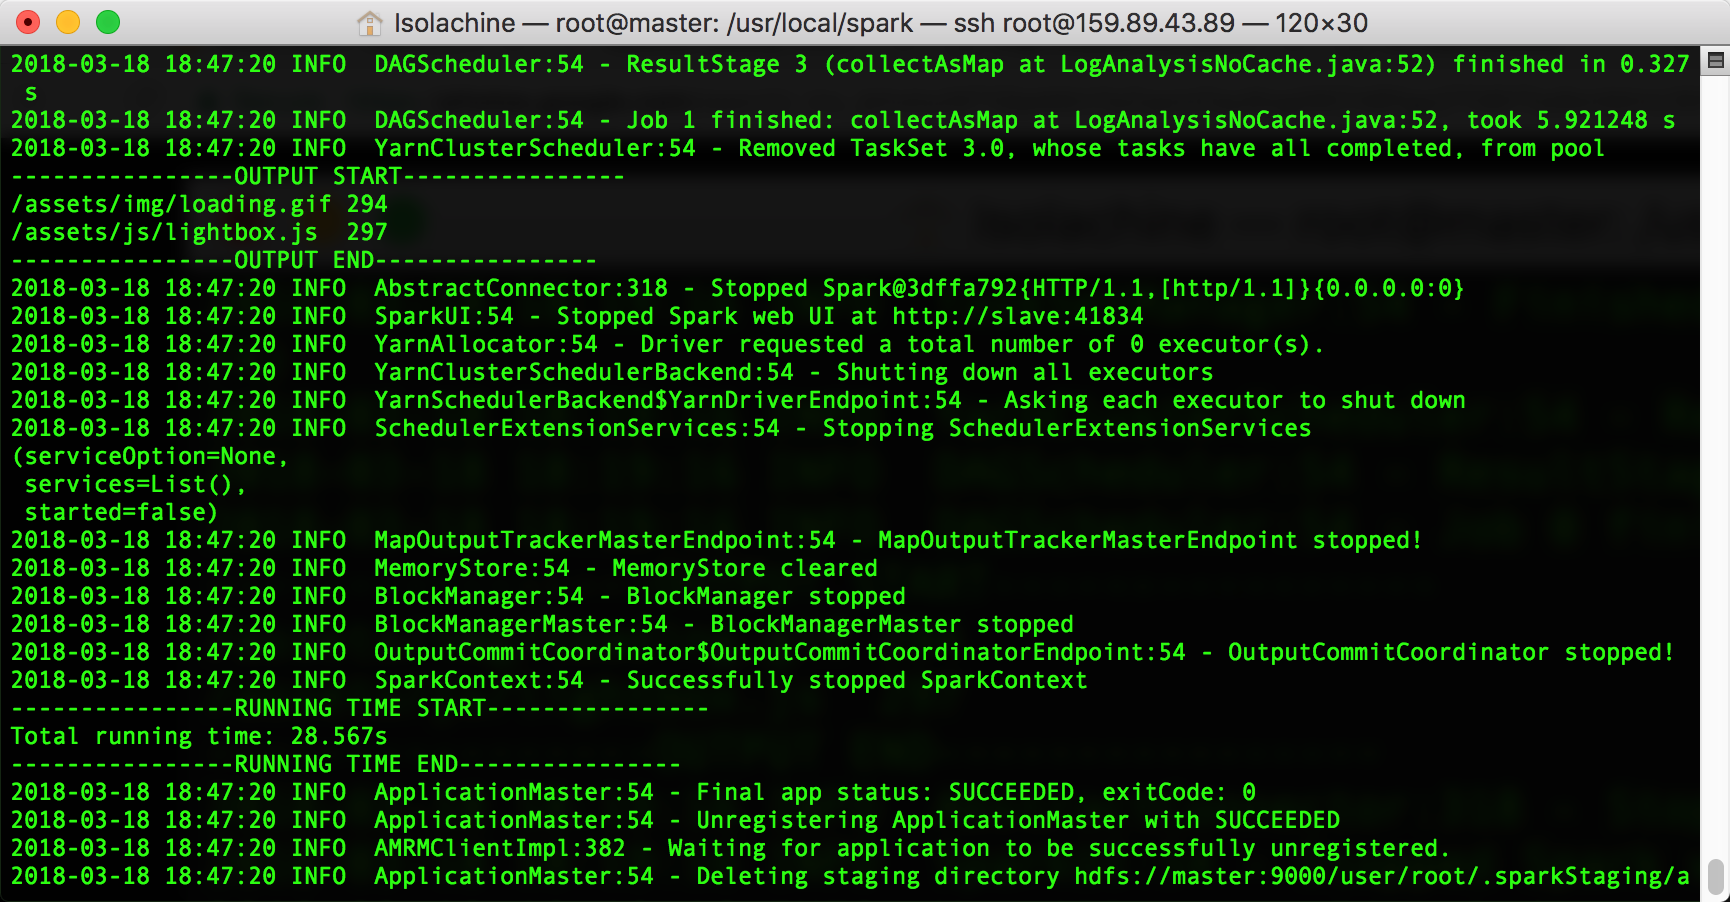 Isolachine — root@master: /usr/local/spark — ssh root@159.89.43.89 — 120×30
2018-03-18 18:47:20 INFO  DAGScheduler:54 - ResultStage 3 (collectAsMap at LogAnalysisNoCache.java:52) finished in 0.327
 s
2018-03-18 18:47:20 INFO  DAGScheduler:54 - Job 1 finished: collectAsMap at LogAnalysisNoCache.java:52, took 5.921248 s
2018-03-18 18:47:20 INFO  YarnClusterScheduler:54 - Removed TaskSet 3.0, whose tasks have all completed, from pool
----------------OUTPUT START----------------
/assets/img/loading.gif 294
/assets/js/lightbox.js  297
----------------OUTPUT END----------------
2018-03-18 18:47:20 INFO  AbstractConnector:318 - Stopped Spark@3dffa792{HTTP/1.1,[http/1.1]}{0.0.0.0:0}
2018-03-18 18:47:20 INFO  SparkUI:54 - Stopped Spark web UI at http://slave:41834
2018-03-18 18:47:20 INFO  YarnAllocator:54 - Driver requested a total number of 0 executor(s).
2018-03-18 18:47:20 INFO  YarnClusterSchedulerBackend:54 - Shutting down all executors
2018-03-18 18:47:20 INFO  YarnSchedulerBackend$YarnDriverEndpoint:54 - Asking each executor to shut down
2018-03-18 18:47:20 INFO  SchedulerExtensionServices:54 - Stopping SchedulerExtensionServices
(serviceOption=None,
 services=List(),
 started=false)
2018-03-18 18:47:20 INFO  MapOutputTrackerMasterEndpoint:54 - MapOutputTrackerMasterEndpoint stopped!
2018-03-18 18:47:20 INFO  MemoryStore:54 - MemoryStore cleared
2018-03-18 18:47:20 INFO  BlockManager:54 - BlockManager stopped
2018-03-18 18:47:20 INFO  BlockManagerMaster:54 - BlockManagerMaster stopped
2018-03-18 18:47:20 INFO  OutputCommitCoordinator$OutputCommitCoordinatorEndpoint:54 - OutputCommitCoordinator stopped!
2018-03-18 18:47:20 INFO  SparkContext:54 - Successfully stopped SparkContext
----------------RUNNING TIME START----------------
Total running time: 28.567s
----------------RUNNING TIME END----------------
2018-03-18 18:47:20 INFO  ApplicationMaster:54 - Final app status: SUCCEEDED, exitCode: 0
2018-03-18 18:47:20 INFO  ApplicationMaster:54 - Unregistering ApplicationMaster with SUCCEEDED
2018-03-18 18:47:20 INFO  AMRMClientImpl:382 - Waiting for application to be successfully unregistered.
2018-03-18 18:47:20 INFO  ApplicationMaster:54 - Deleting staging directory hdfs://master:9000/user/root/.sparkStaging/a